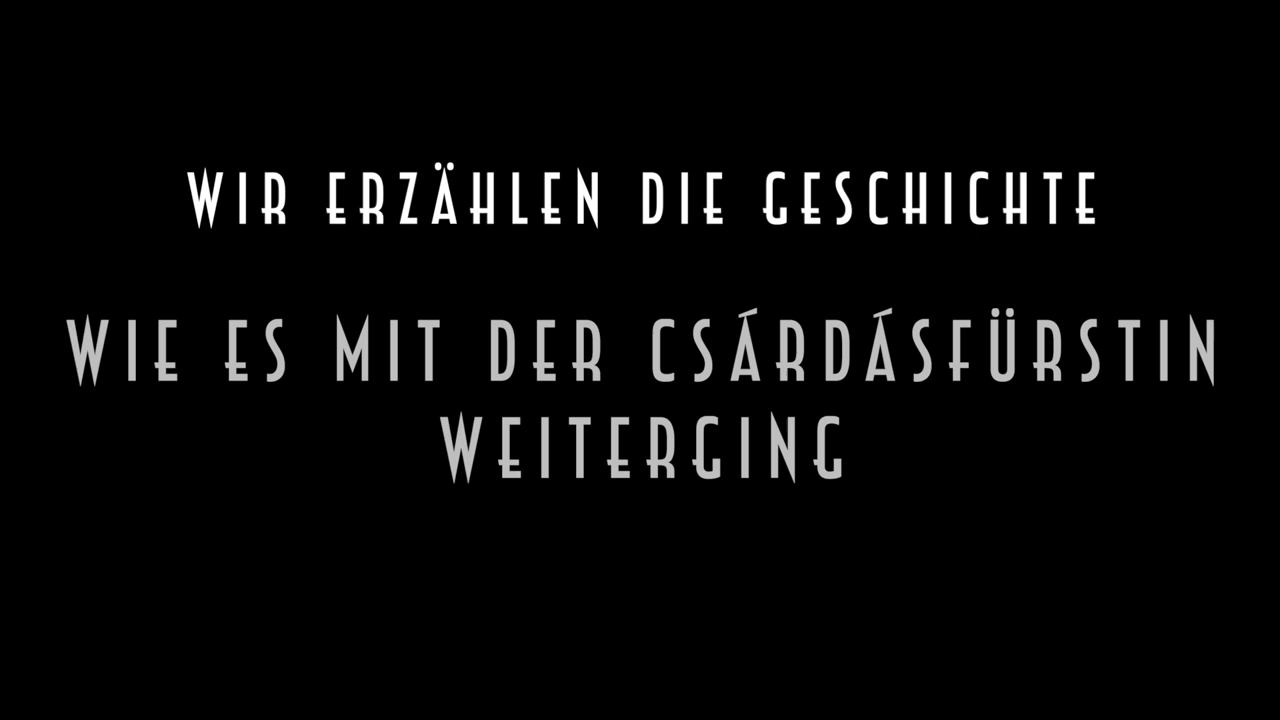 WIR ERZÄHLEN DIE GESCHICHTE
WIE ES MIT DER CSÁRDÁSFÜRSTIN
WEITERGING